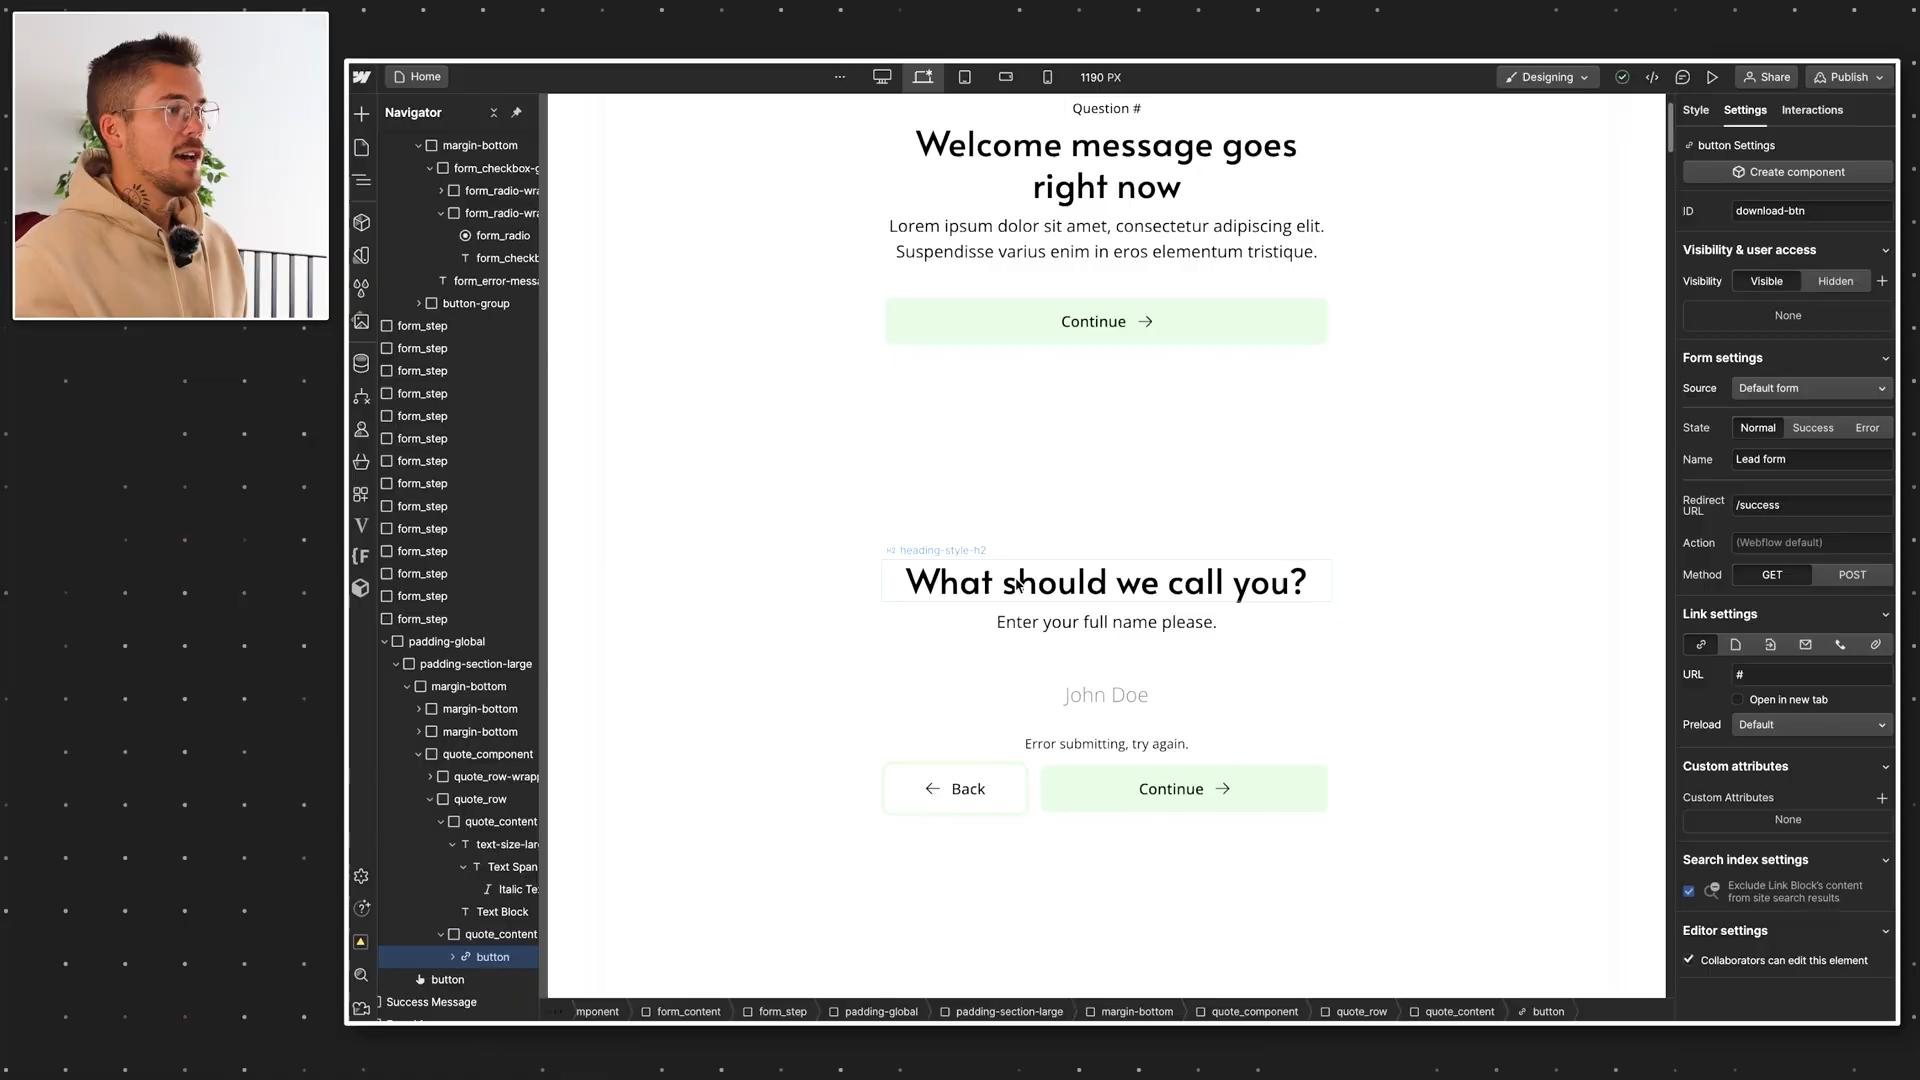 Home
1190 PX
Designing
Share
Publish
Navigator
margin-bottom
form_checkbox-g
form_radio-wra
form_radio-wra
form_radio
form_checkb
form_error-messa
button-group
form_step
form_step
form_step
form_step
form_step
form_step
form_step
form_step
form_step
form_step
form_step
form_step
form_step
form_step
padding-global
padding-section-large
margin-bottom
margin-bottom
margin-bottom
quote_component
quote_row-wrapp
quote_row
quote_content
text-size-lar
Text Span
Italic Te
Text Block
quote_content
button
button
Success Message
Question #
Welcome message goes
right now
Lorem ipsum dolor sit amet, consectetur adipiscing elit.
Suspendisse varius enim in eros elementum tristique.
Continue
H2 heading-style-h2
What should we call you?
Enter your full name please.
John Doe
Error submitting, try again.
Back
Continue
mponent
form_content
form_step
padding-global
padding-section-large
margin-bottom
quote_component
quote_row
quote_content
button
Style Settings Interactions
button Settings
Create component
ID download-btn
Visibility & user access
Visibility Visible Hidden
None
Form settings
Source Default form
State Normal Success Error
Name Lead form
Redirect
URL /success
Action (Webflow default)
Method GET POST
Link settings
URL #
Open in new tab
Preload Default
Custom attributes
Custom Attributes
None
Search index settings
Exclude Link Block's content
from site search results
Editor settings
Collaborators can edit this element